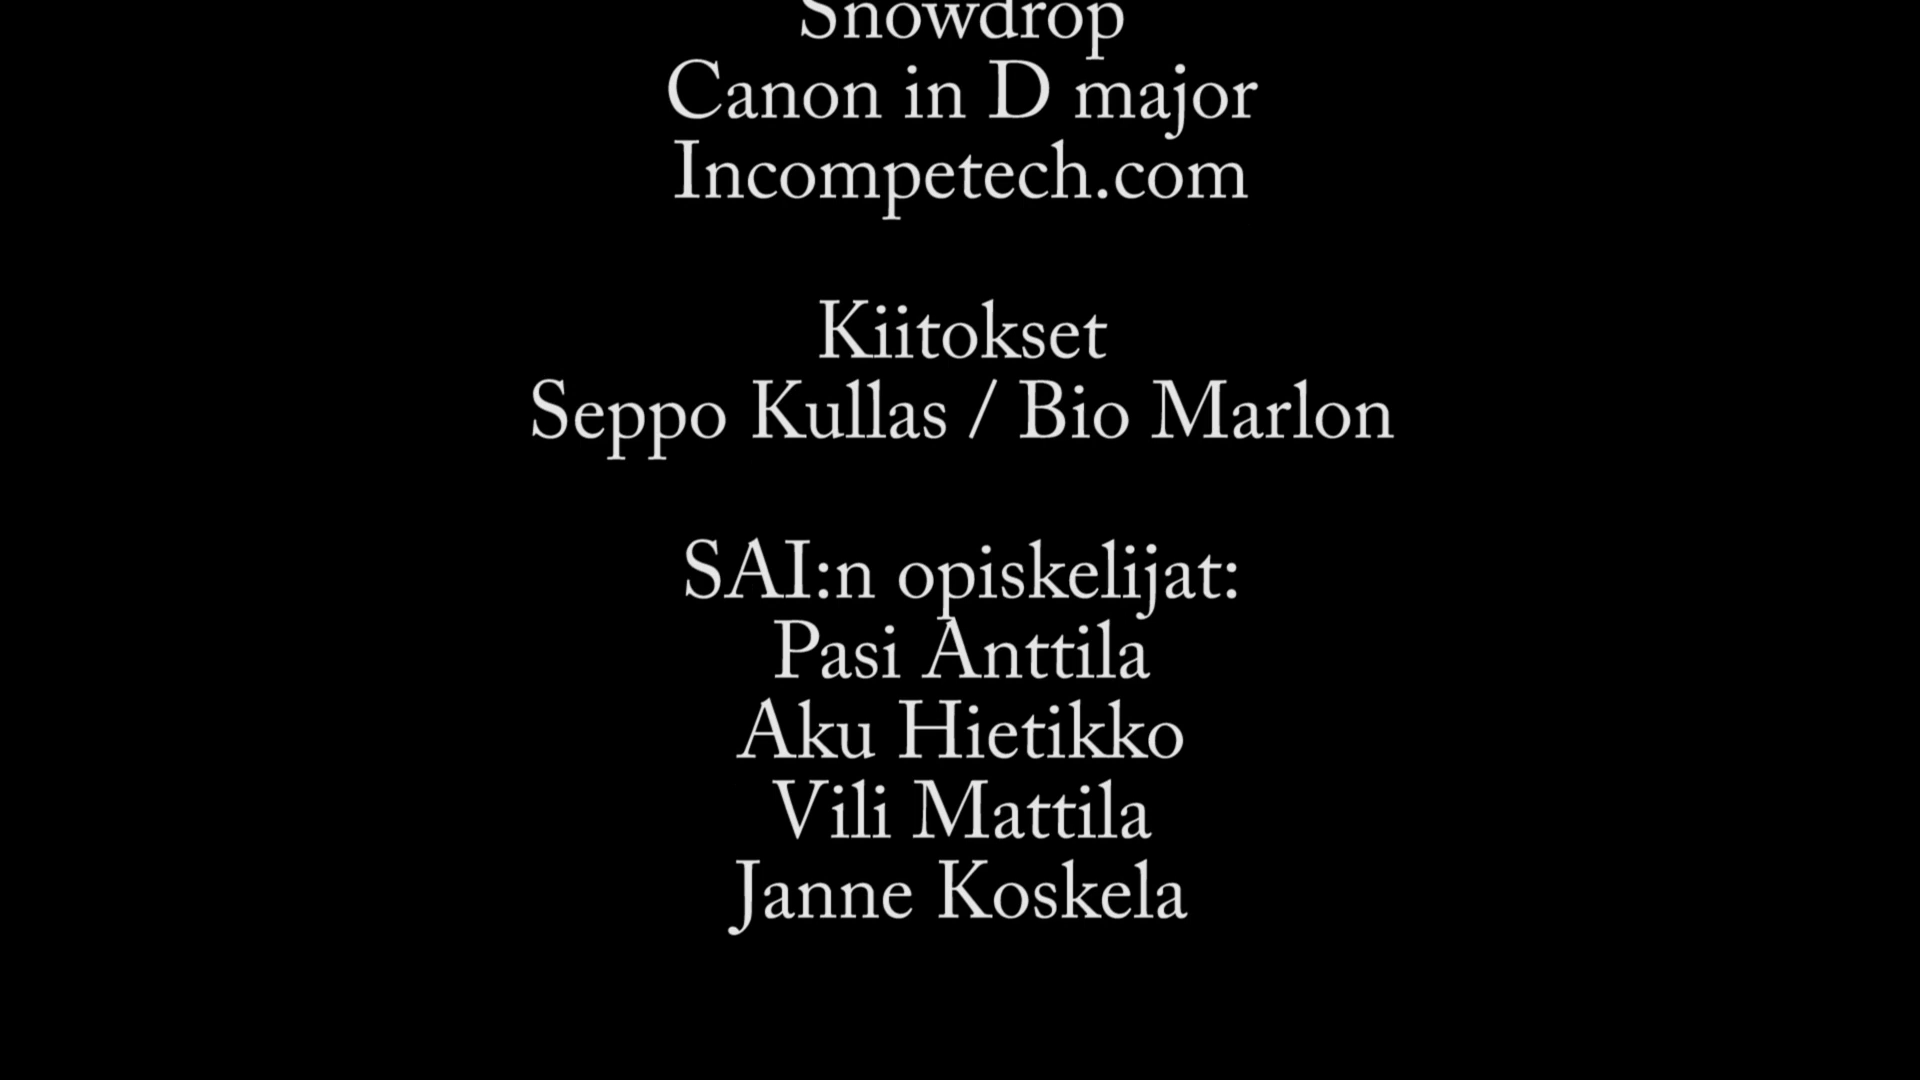 Snowdrop
Canon in D major
Incompetech.com
Kiitokset
Seppo Kullas / Bio Marlon
SAI:n opiskelijat:
Pasi Anttila
Aku Hietikko
Vili Mattila
Janne Koskela